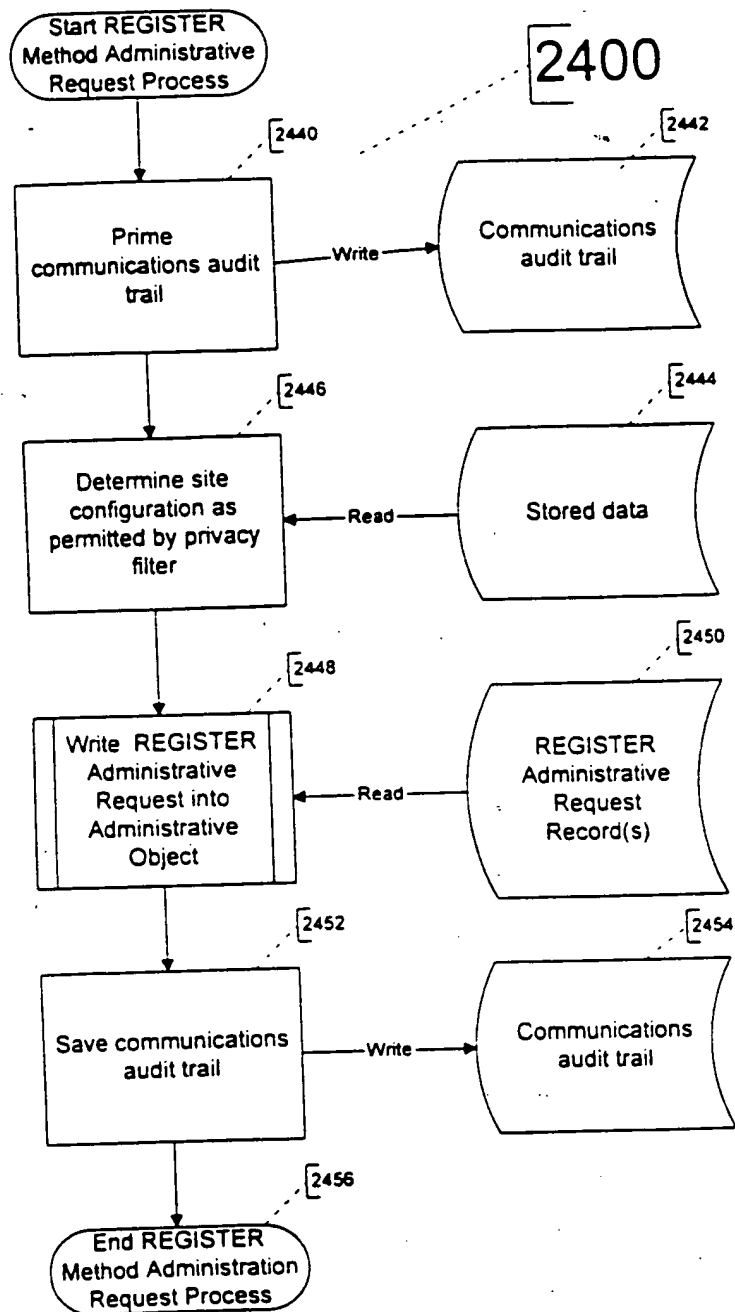 Start REGISTER
Method Administrative
Request Process
2400
2440
2442
Prime
communications audit
trail
Write
Communications
audit trail
2446
2444
Determine site
configuration as
permitted by privacy
filter
Read
Stored data
2448
2450
Write REGISTER
Administrative
Request into
Administrative
Object
Read
REGISTER
Administrative
Request
Record(s)
2452
2454
Save communications
audit trail
Write
Communications
audit trail
2456
End REGISTER
Method Administration
Request Process